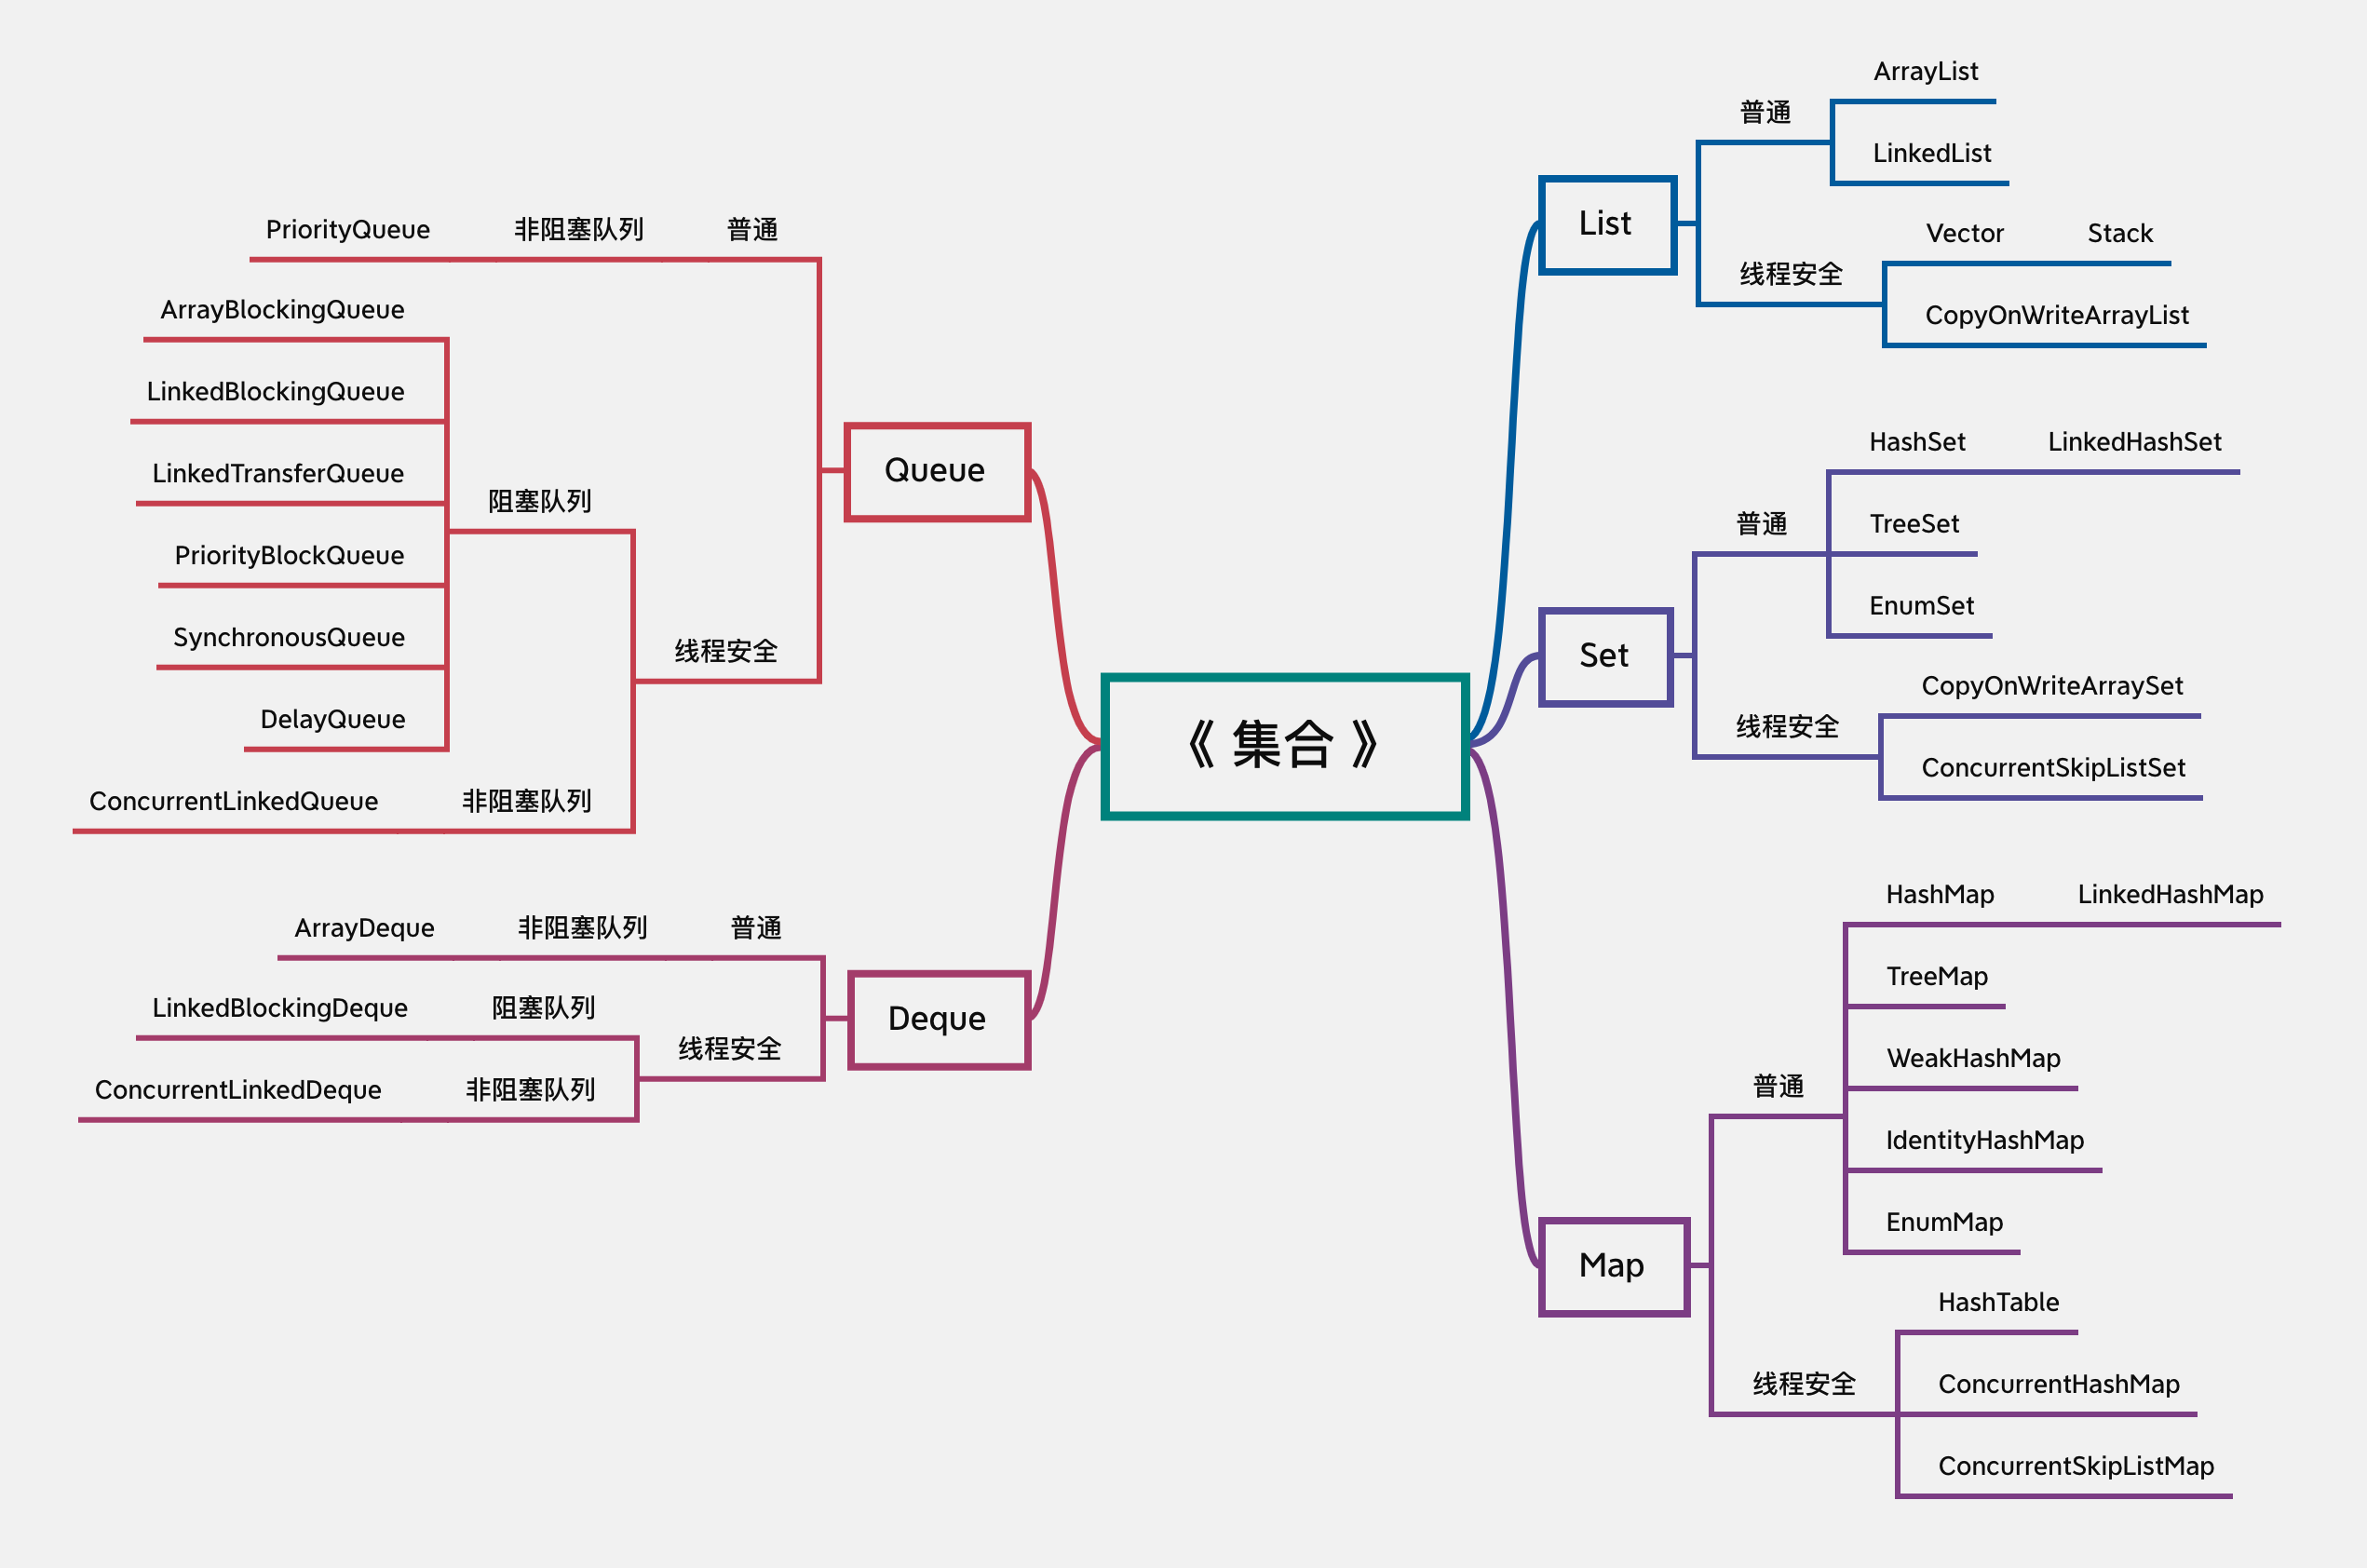 《 集合 》
List
普通
ArrayList
LinkedList
线程安全
Vector
Stack
CopyOnWriteArrayList
Set
普通
HashSet
LinkedHashSet
TreeSet
EnumSet
线程安全
CopyOnWriteArraySet
ConcurrentSkipListSet
Map
普通
HashMap
LinkedHashMap
TreeMap
WeakHashMap
IdentityHashMap
EnumMap
线程安全
HashTable
ConcurrentHashMap
ConcurrentSkipListMap
Queue
普通
非阻塞队列
PriorityQueue
线程安全
阻塞队列
ArrayBlockingQueue
LinkedBlockingQueue
LinkedTransferQueue
PriorityBlockQueue
SynchronousQueue
DelayQueue
非阻塞队列
ConcurrentLinkedQueue
Deque
普通
非阻塞队列
ArrayDeque
线程安全
阻塞队列
LinkedBlockingDeque
非阻塞队列
ConcurrentLinkedDeque